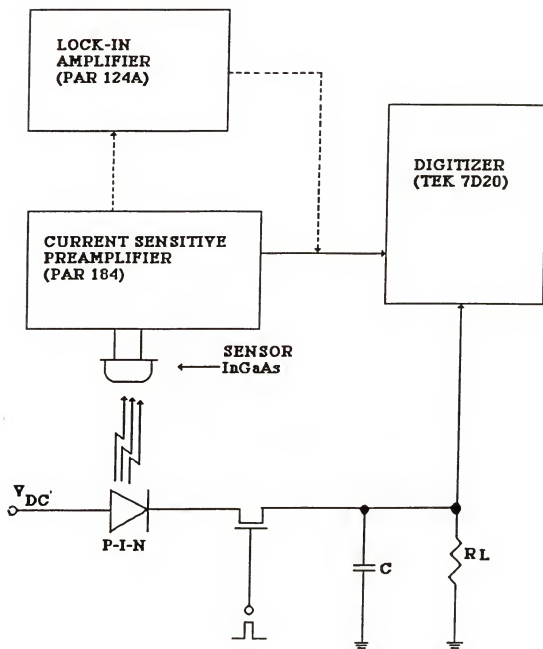 LOCK-IN
AMPLIFIER
(PAR 124A)
DIGITIZER
(TEK 7D20)
CURRENT SENSITIVE
PREAMPLIFIER
(PAR 184)
SENSOR
InGaAs
VDC
P-I-N
C
RL